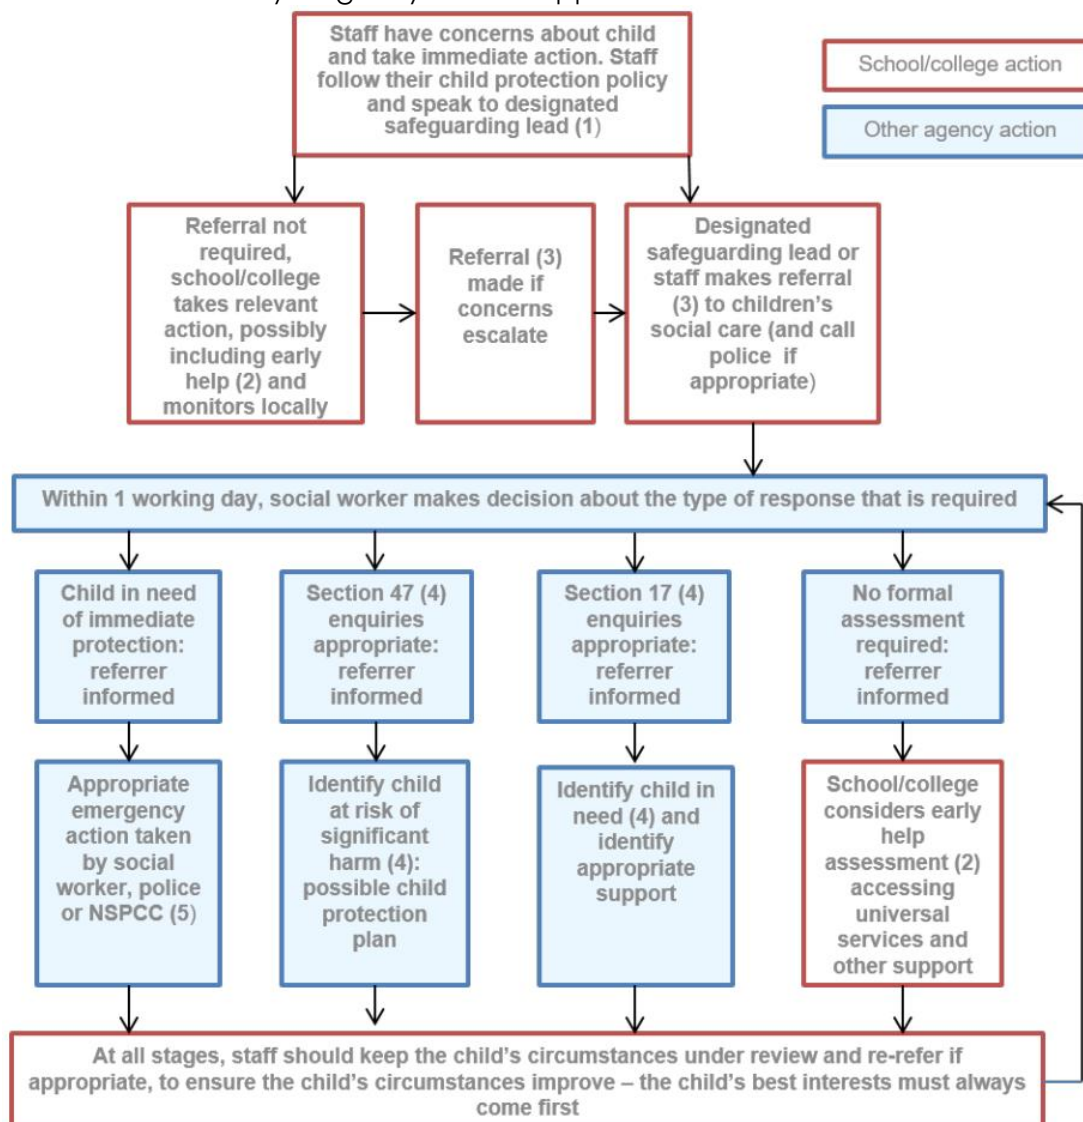 Staff have concerns about child
and take immediate action. Staff
follow their child protection policy
and speak to designated
safeguarding lead (1)
School/college action
Other agency action
Referral not
required,
school/college
takes relevant
action, possibly
including early
help (2) and
monitors locally
Referral (3)
made if
concerns
escalate
Designated
safeguarding lead or
staff makes referral
(3) to children’s
social care (and call
police if
appropriate)
Within 1 working day, social worker makes decision about the type of response that is required
Child in need
of immediate
protection:
referrer
informed
Section 47 (4)
enquiries
appropriate:
referrer
informed
Section 17 (4)
enquiries
appropriate:
referrer
informed
No formal
assessment
required:
referrer
informed
Appropriate
emergency
action taken
by social
worker, police
or NSPCC (5)
Identify child
at risk of
significant
harm (4):
possible child
protection
plan
Identify child in
need (4) and
identify
appropriate
support
School/college
considers early
help
assessment (2)
accessing
universal
services and
other support
At all stages, staff should keep the child’s circumstances under review and re-refer if
appropriate, to ensure the child’s circumstances improve – the child’s best interests must always
come first